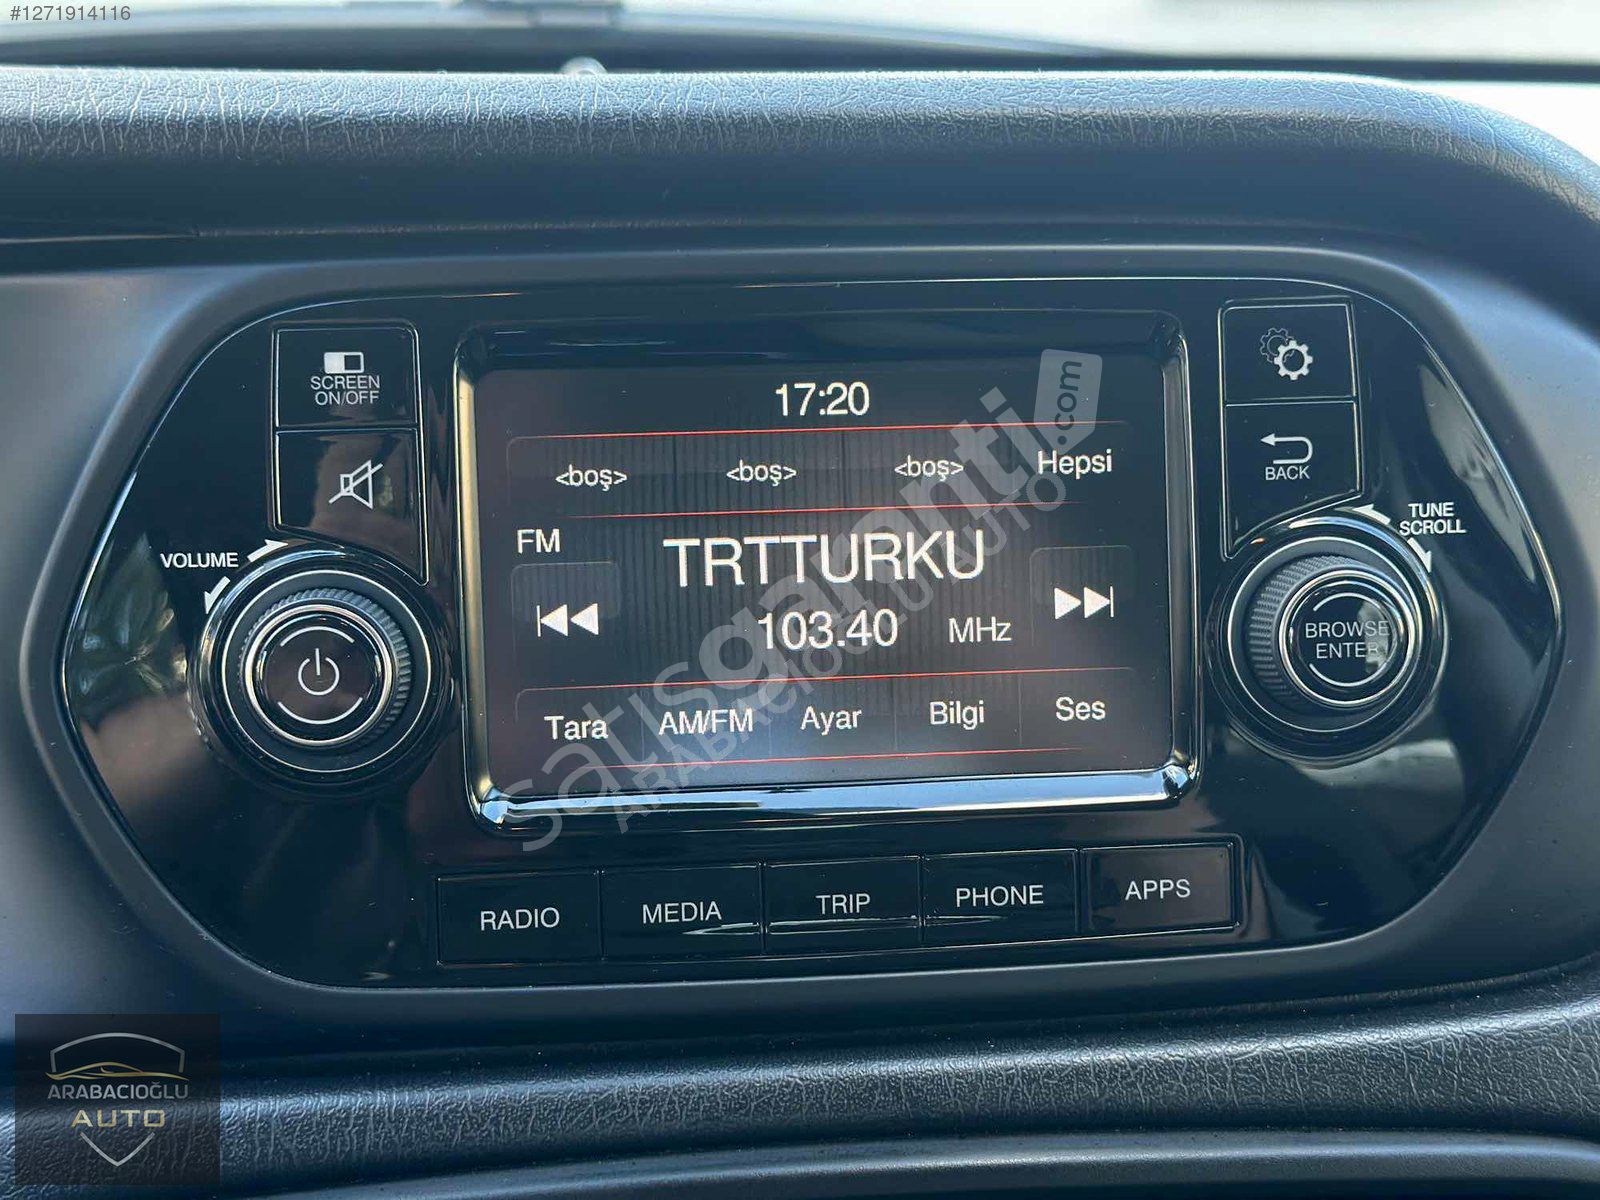 #1271914116
SCREEN
ON/OFF
17:20
<boş> <boş> <boş> Hepsi
BACK
VOLUME
TUNE
SCROLL
FM
TRTTURKU
103.40 MHz
BROWSE
ENTER
Tara AM/FM Ayar Bilgi Ses
RADIO MEDIA TRIP PHONE APPS
satisgaranti.com
ARABACIOĞLU AUTO
ARABACIOĞLU
AUTO